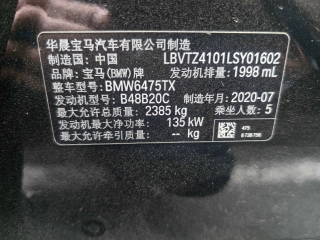 华晨宝马汽车有限公司制造
制造国：中国 LBVTZ4101LSY01602
品牌：宝马(BMW)牌 发动机排量：1998 mL
整车型号：BMW6475TX
发动机型号：B48B20C 制造年月：2020-07
最大允许总质量：2385 kg 乘坐人数：5
发动机最大净功率：135 kW
最大允许牵引质量：-- kg
475